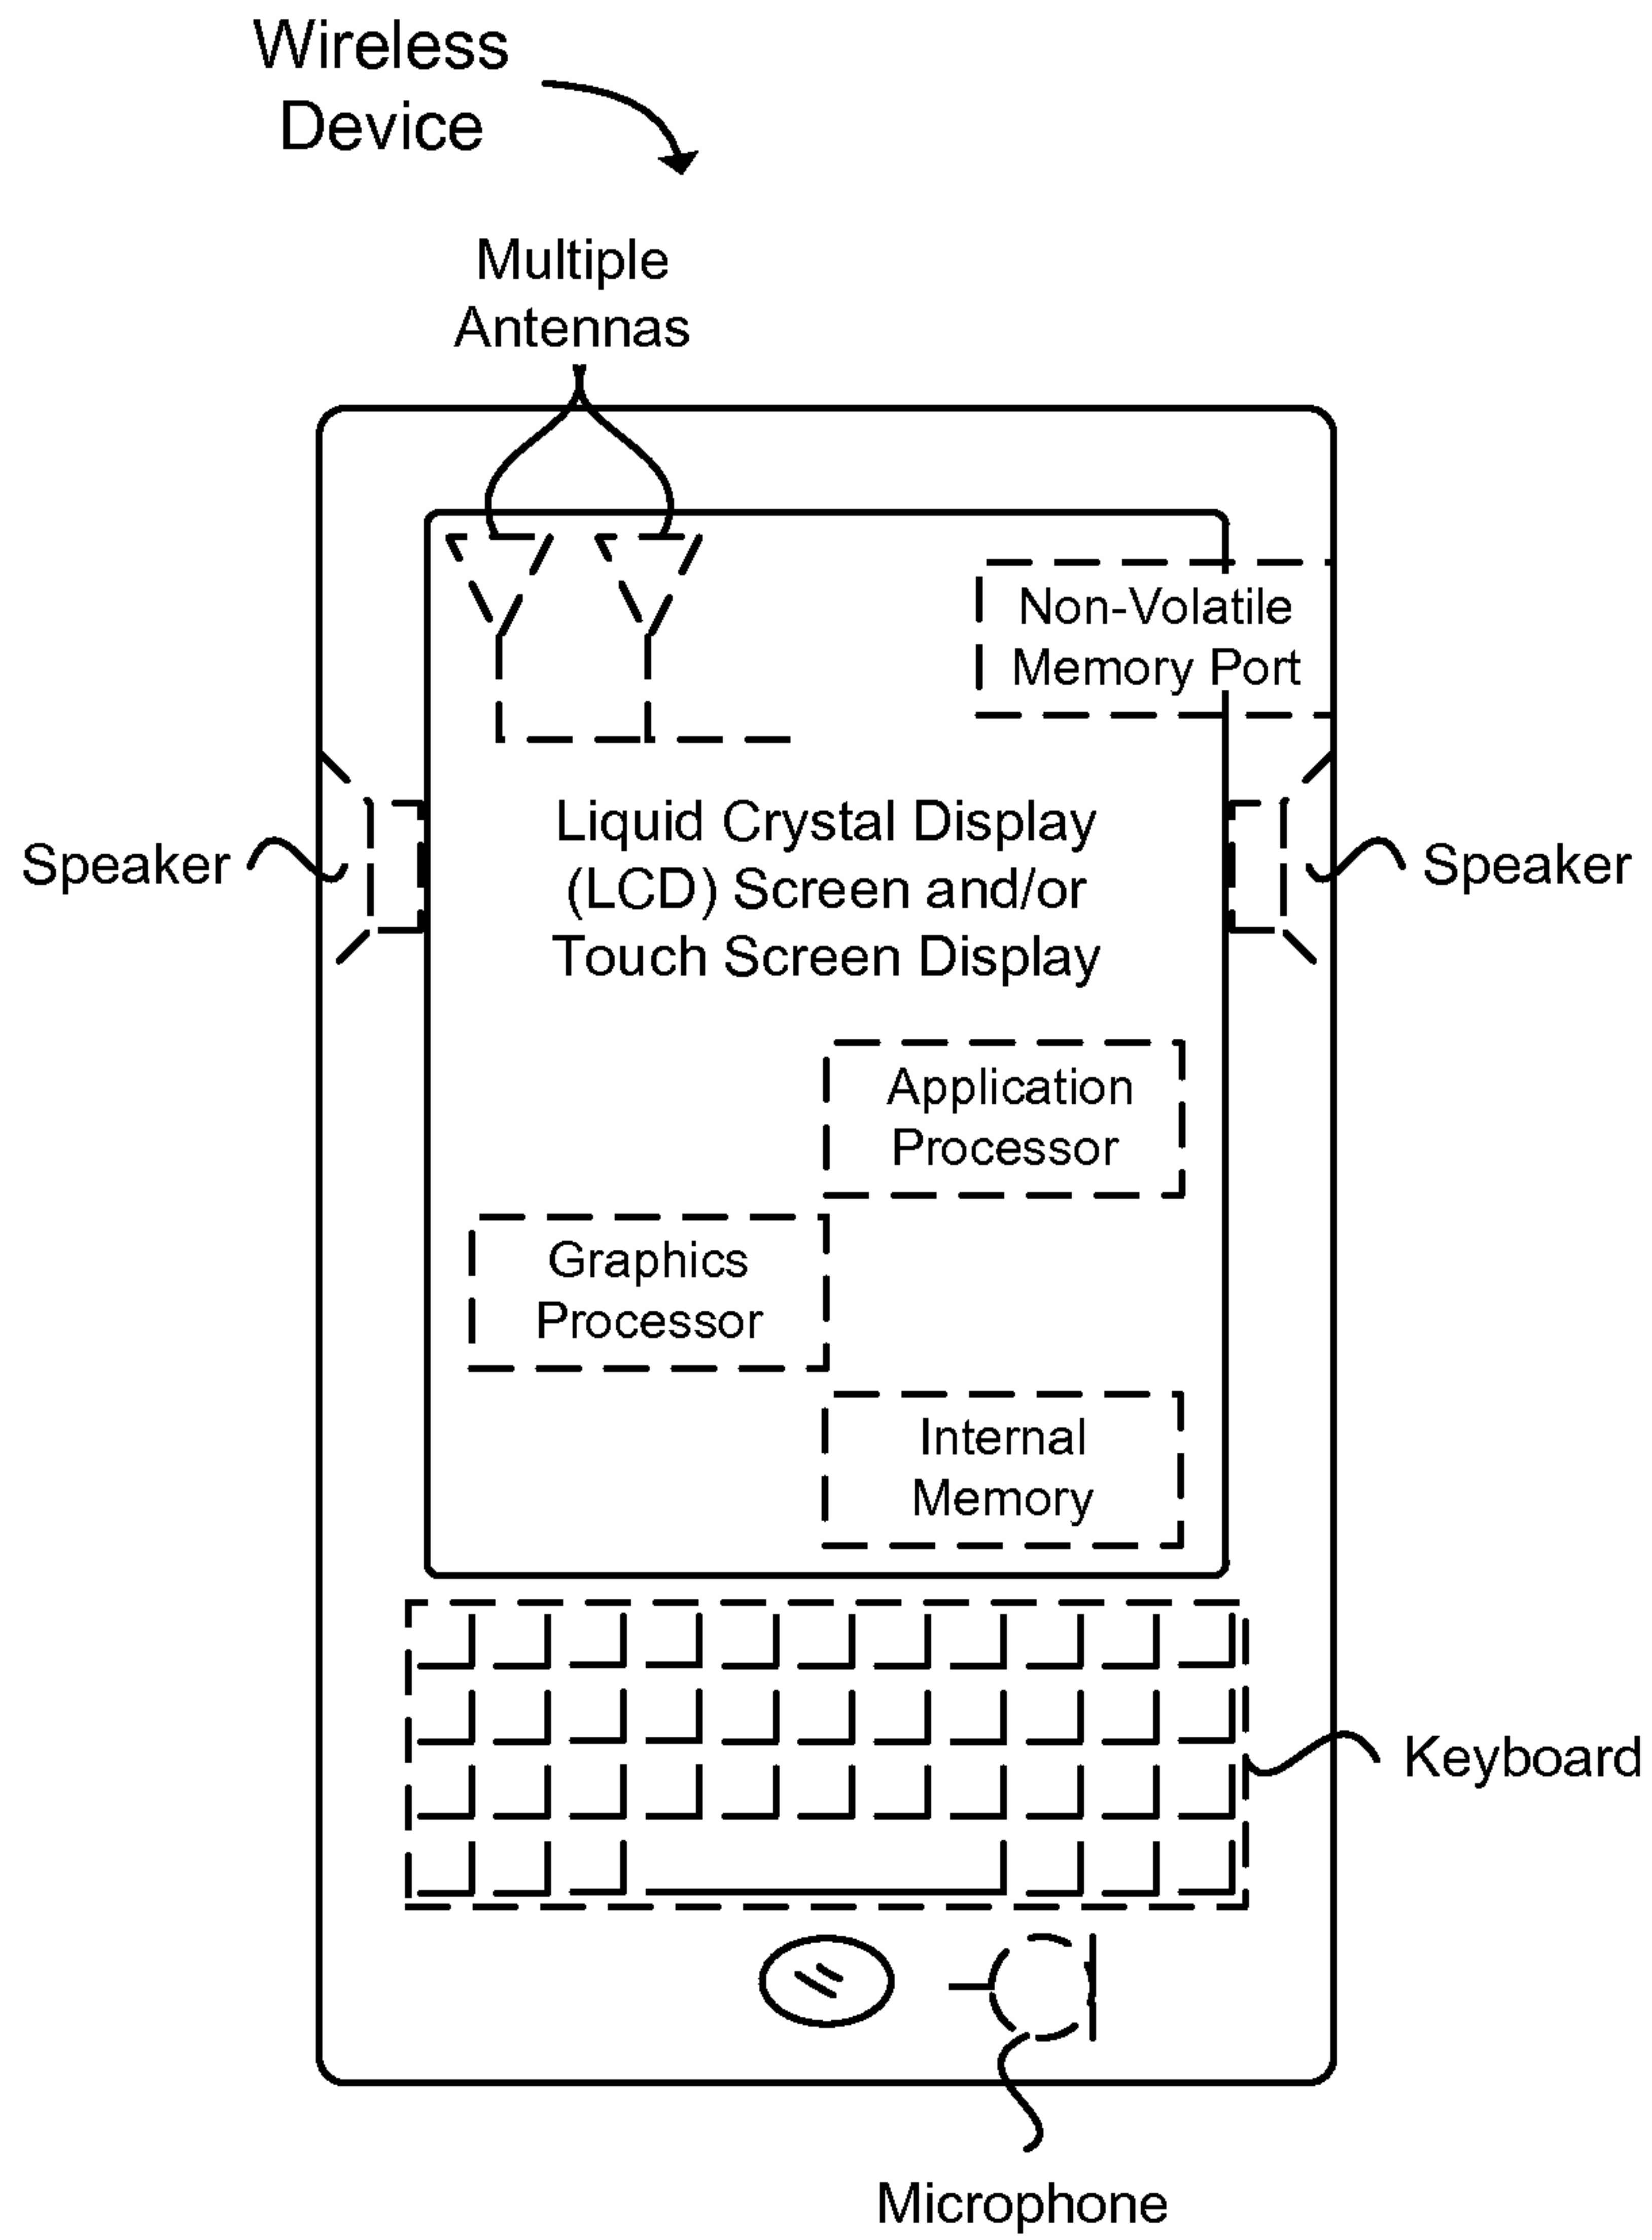 Wireless
Device
Multiple
Antennas
Non-Volatile
Memory Port
Speaker
Liquid Crystal Display
(LCD) Screen and/or
Touch Screen Display
Speaker
Application
Processor
Graphics
Processor
Internal
Memory
Keyboard
Microphone